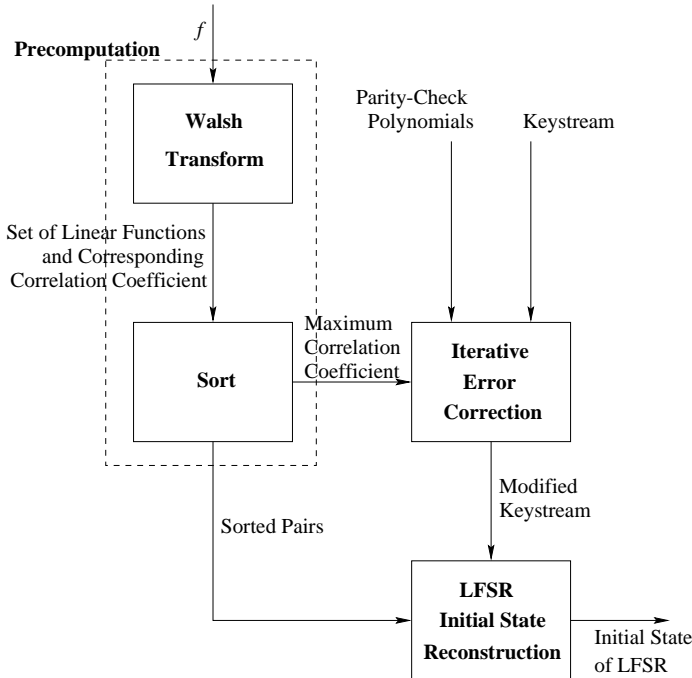 f
Precomputation
Walsh
Transform
Parity-Check
Polynomials
Keystream
Set of Linear Functions
and Corresponding
Correlation Coefficient
Sort
Maximum
Correlation
Coefficient
Iterative
Error
Correction
Modified
Keystream
Sorted Pairs
LFSR
Initial State
Reconstruction
Initial State
of LFSR